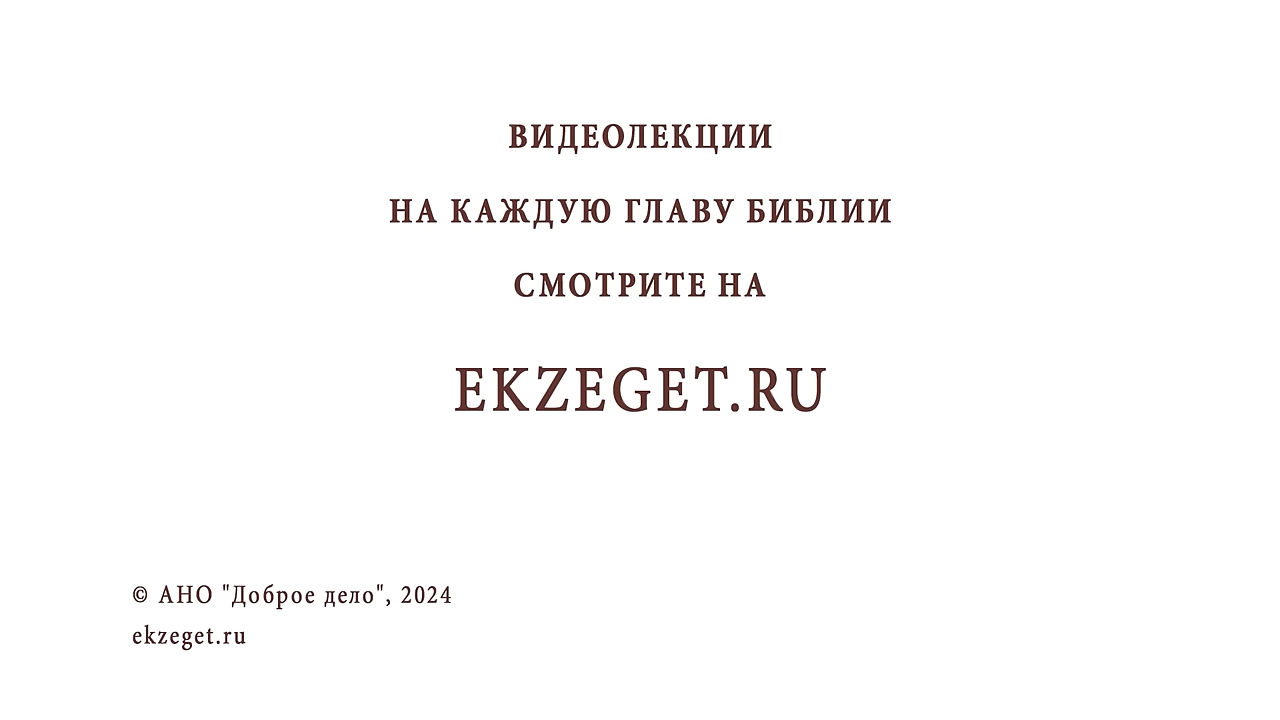 ВИДЕОЛЕКЦИИ
НА КАЖДУЮ ГЛАВУ БИБЛИИ
СМОТРИТЕ НА
EKZEGET.RU
© АНО "Доброе дело", 2024
ekzeget.ru